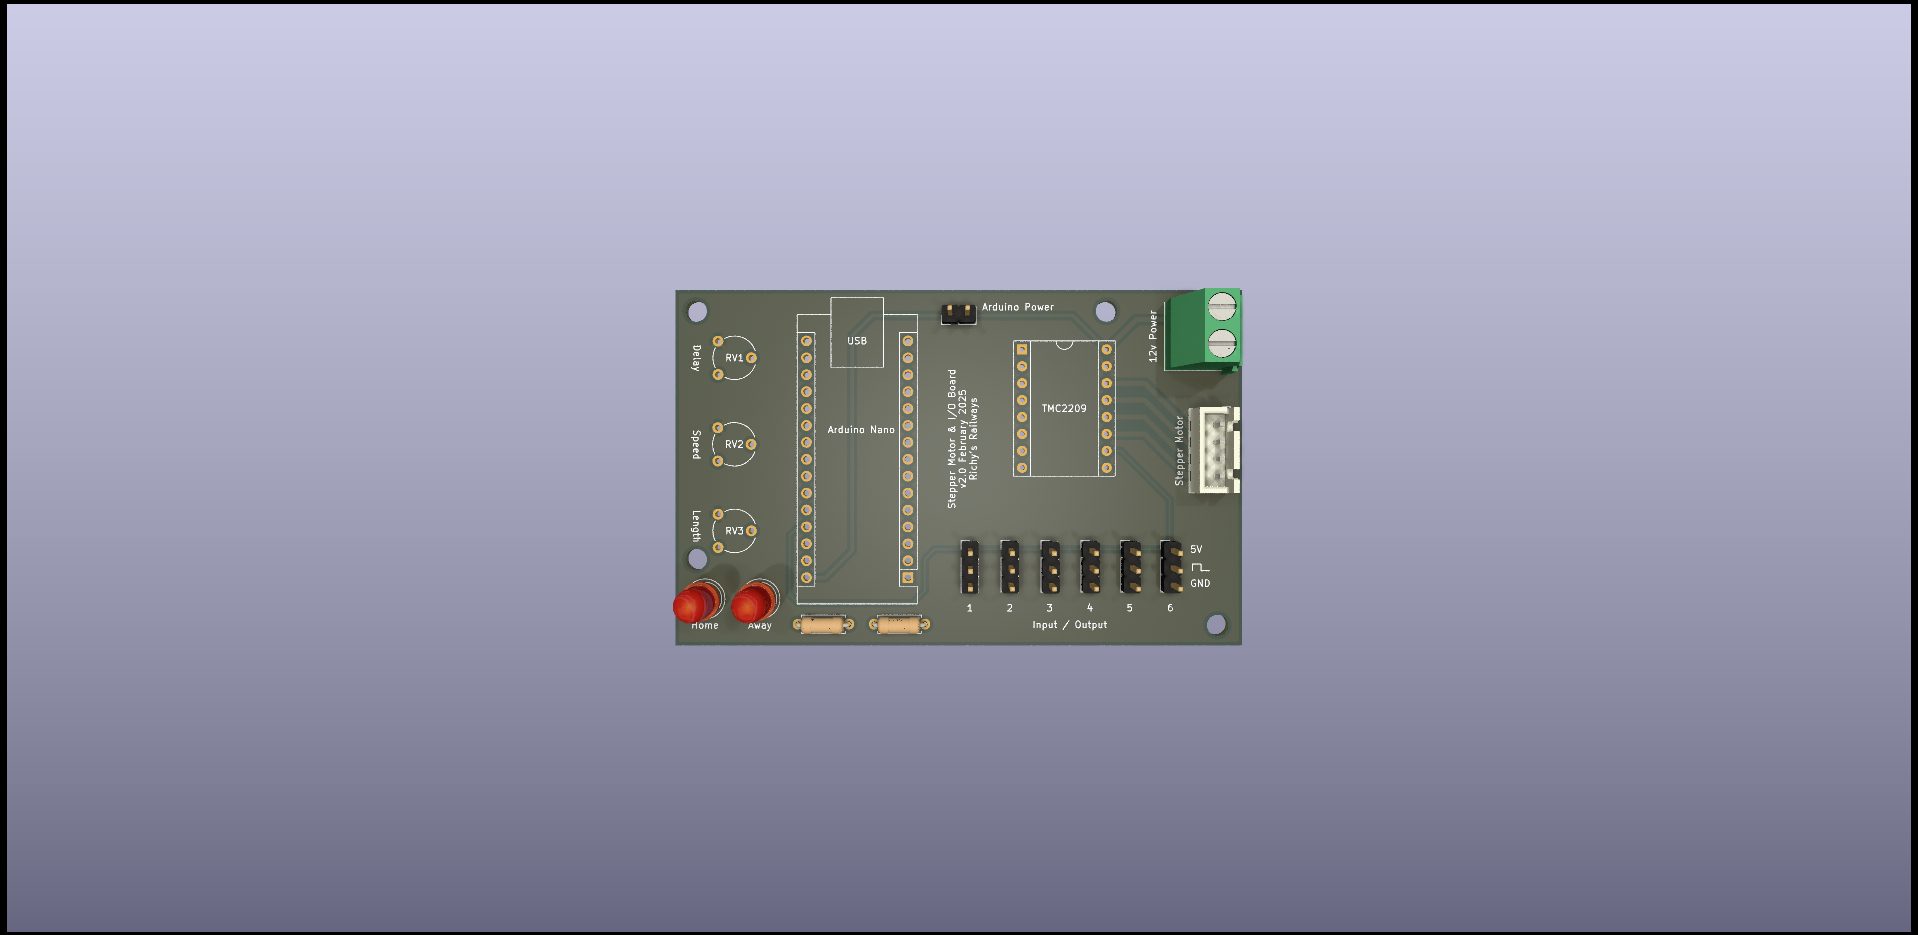 Arduino Power
USB
12v Power
Delay
RV1
TMC2209
Arduino Nano
Stepper Motor & I/O Board
v2.0 February 2025
Richy's Railways
Speed
RV2
Stepper Motor
Length
RV3
5V
GND
1 2 3 4 5 6
Home
Away
Input / Output